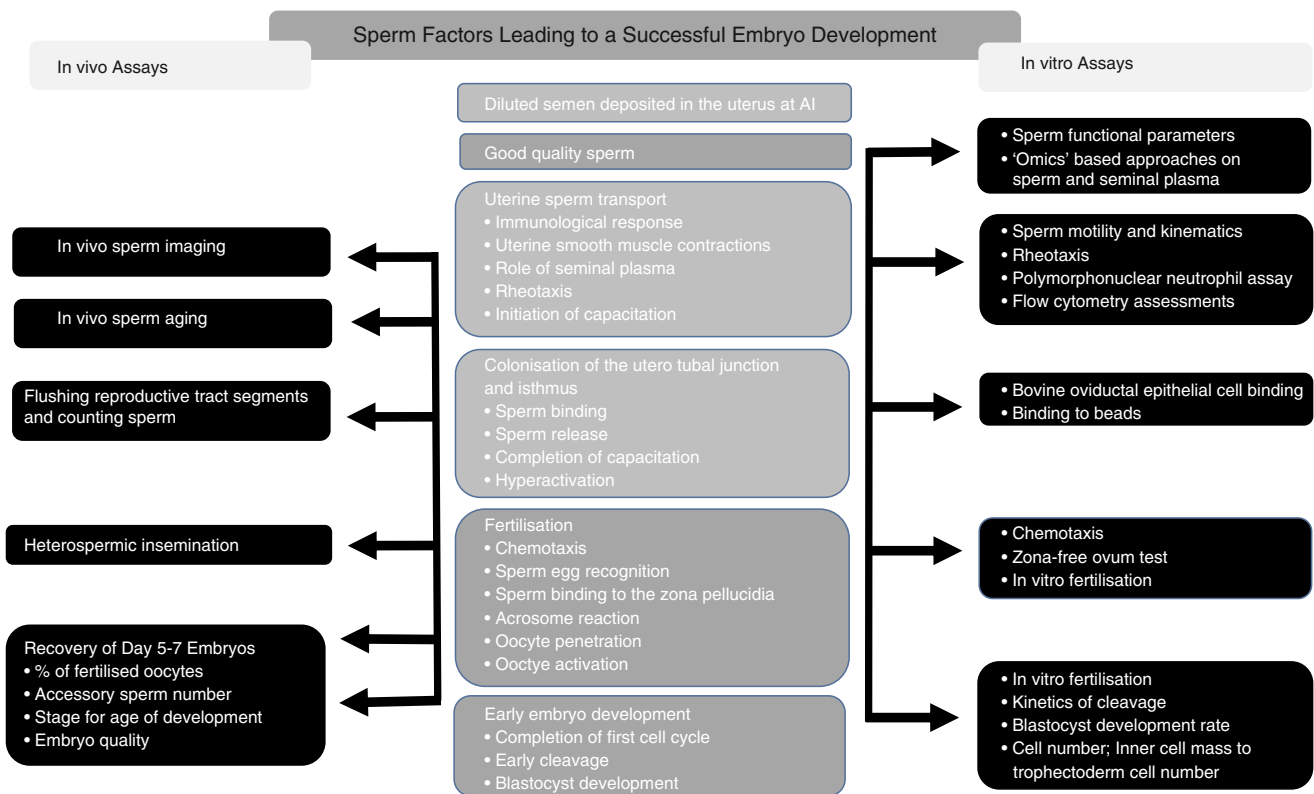 Sperm Factors Leading to a Successful Embryo Development
In vivo Assays
In vitro Assays
Diluted semen deposited in the uterus at AI
Good quality sperm
Uterine sperm transport
• Immunological response
• Uterine smooth muscle contractions
• Role of seminal plasma
• Rheotaxis
• Initiation of capacitation
Colonisation of the utero tubal junction
and isthmus
• Sperm binding
• Sperm release
• Completion of capacitation
• Hyperactivation
Fertilisation
• Chemotaxis
• Sperm egg recognition
• Sperm binding to the zona pellucidia
• Acrosome reaction
• Oocyte penetration
• Ooctye activation
Early embryo development
• Completion of first cell cycle
• Early cleavage
• Blastocyst development
In vivo sperm imaging
In vivo sperm aging
Flushing reproductive tract segments
and counting sperm
Heterospermic insemination
Recovery of Day 5-7 Embryos
• % of fertilised oocytes
• Accessory sperm number
• Stage for age of development
• Embryo quality
• Sperm functional parameters
• 'Omics' based approaches on
sperm and seminal plasma
• Sperm motility and kinematics
• Rheotaxis
• Polymorphonuclear neutrophil assay
• Flow cytometry assessments
• Bovine oviductal epithelial cell binding
• Binding to beads
• Chemotaxis
• Zona-free ovum test
• In vitro fertilisation
• In vitro fertilisation
• Kinetics of cleavage
• Blastocyst development rate
• Cell number; Inner cell mass to
trophectoderm cell number